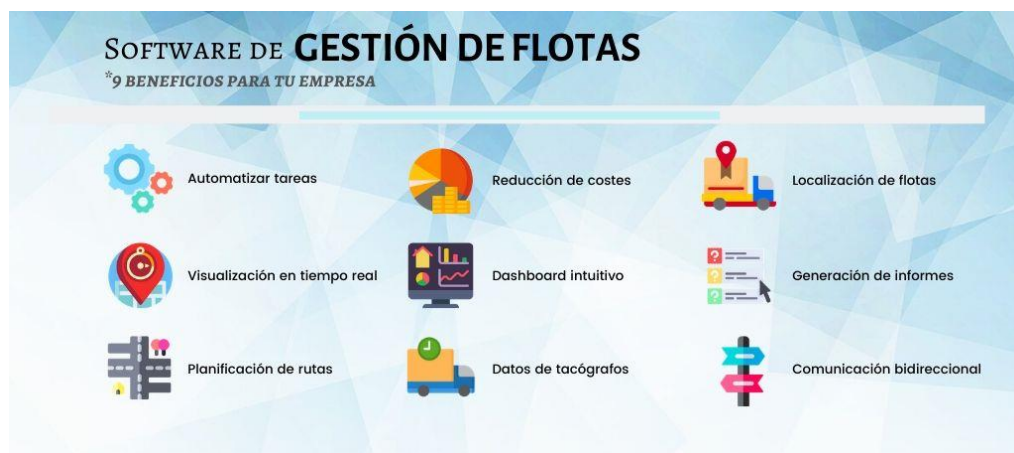 Software de GESTIÓN DE FLOTAS
*9 BENEFICIOS PARA TU EMPRESA
Automatizar tareas
Reducción de costes
Localización de flotas
Visualización en tiempo real
Dashboard intuitivo
Generación de informes
Planificación de rutas
Datos de tacógrafos
Comunicación bidireccional